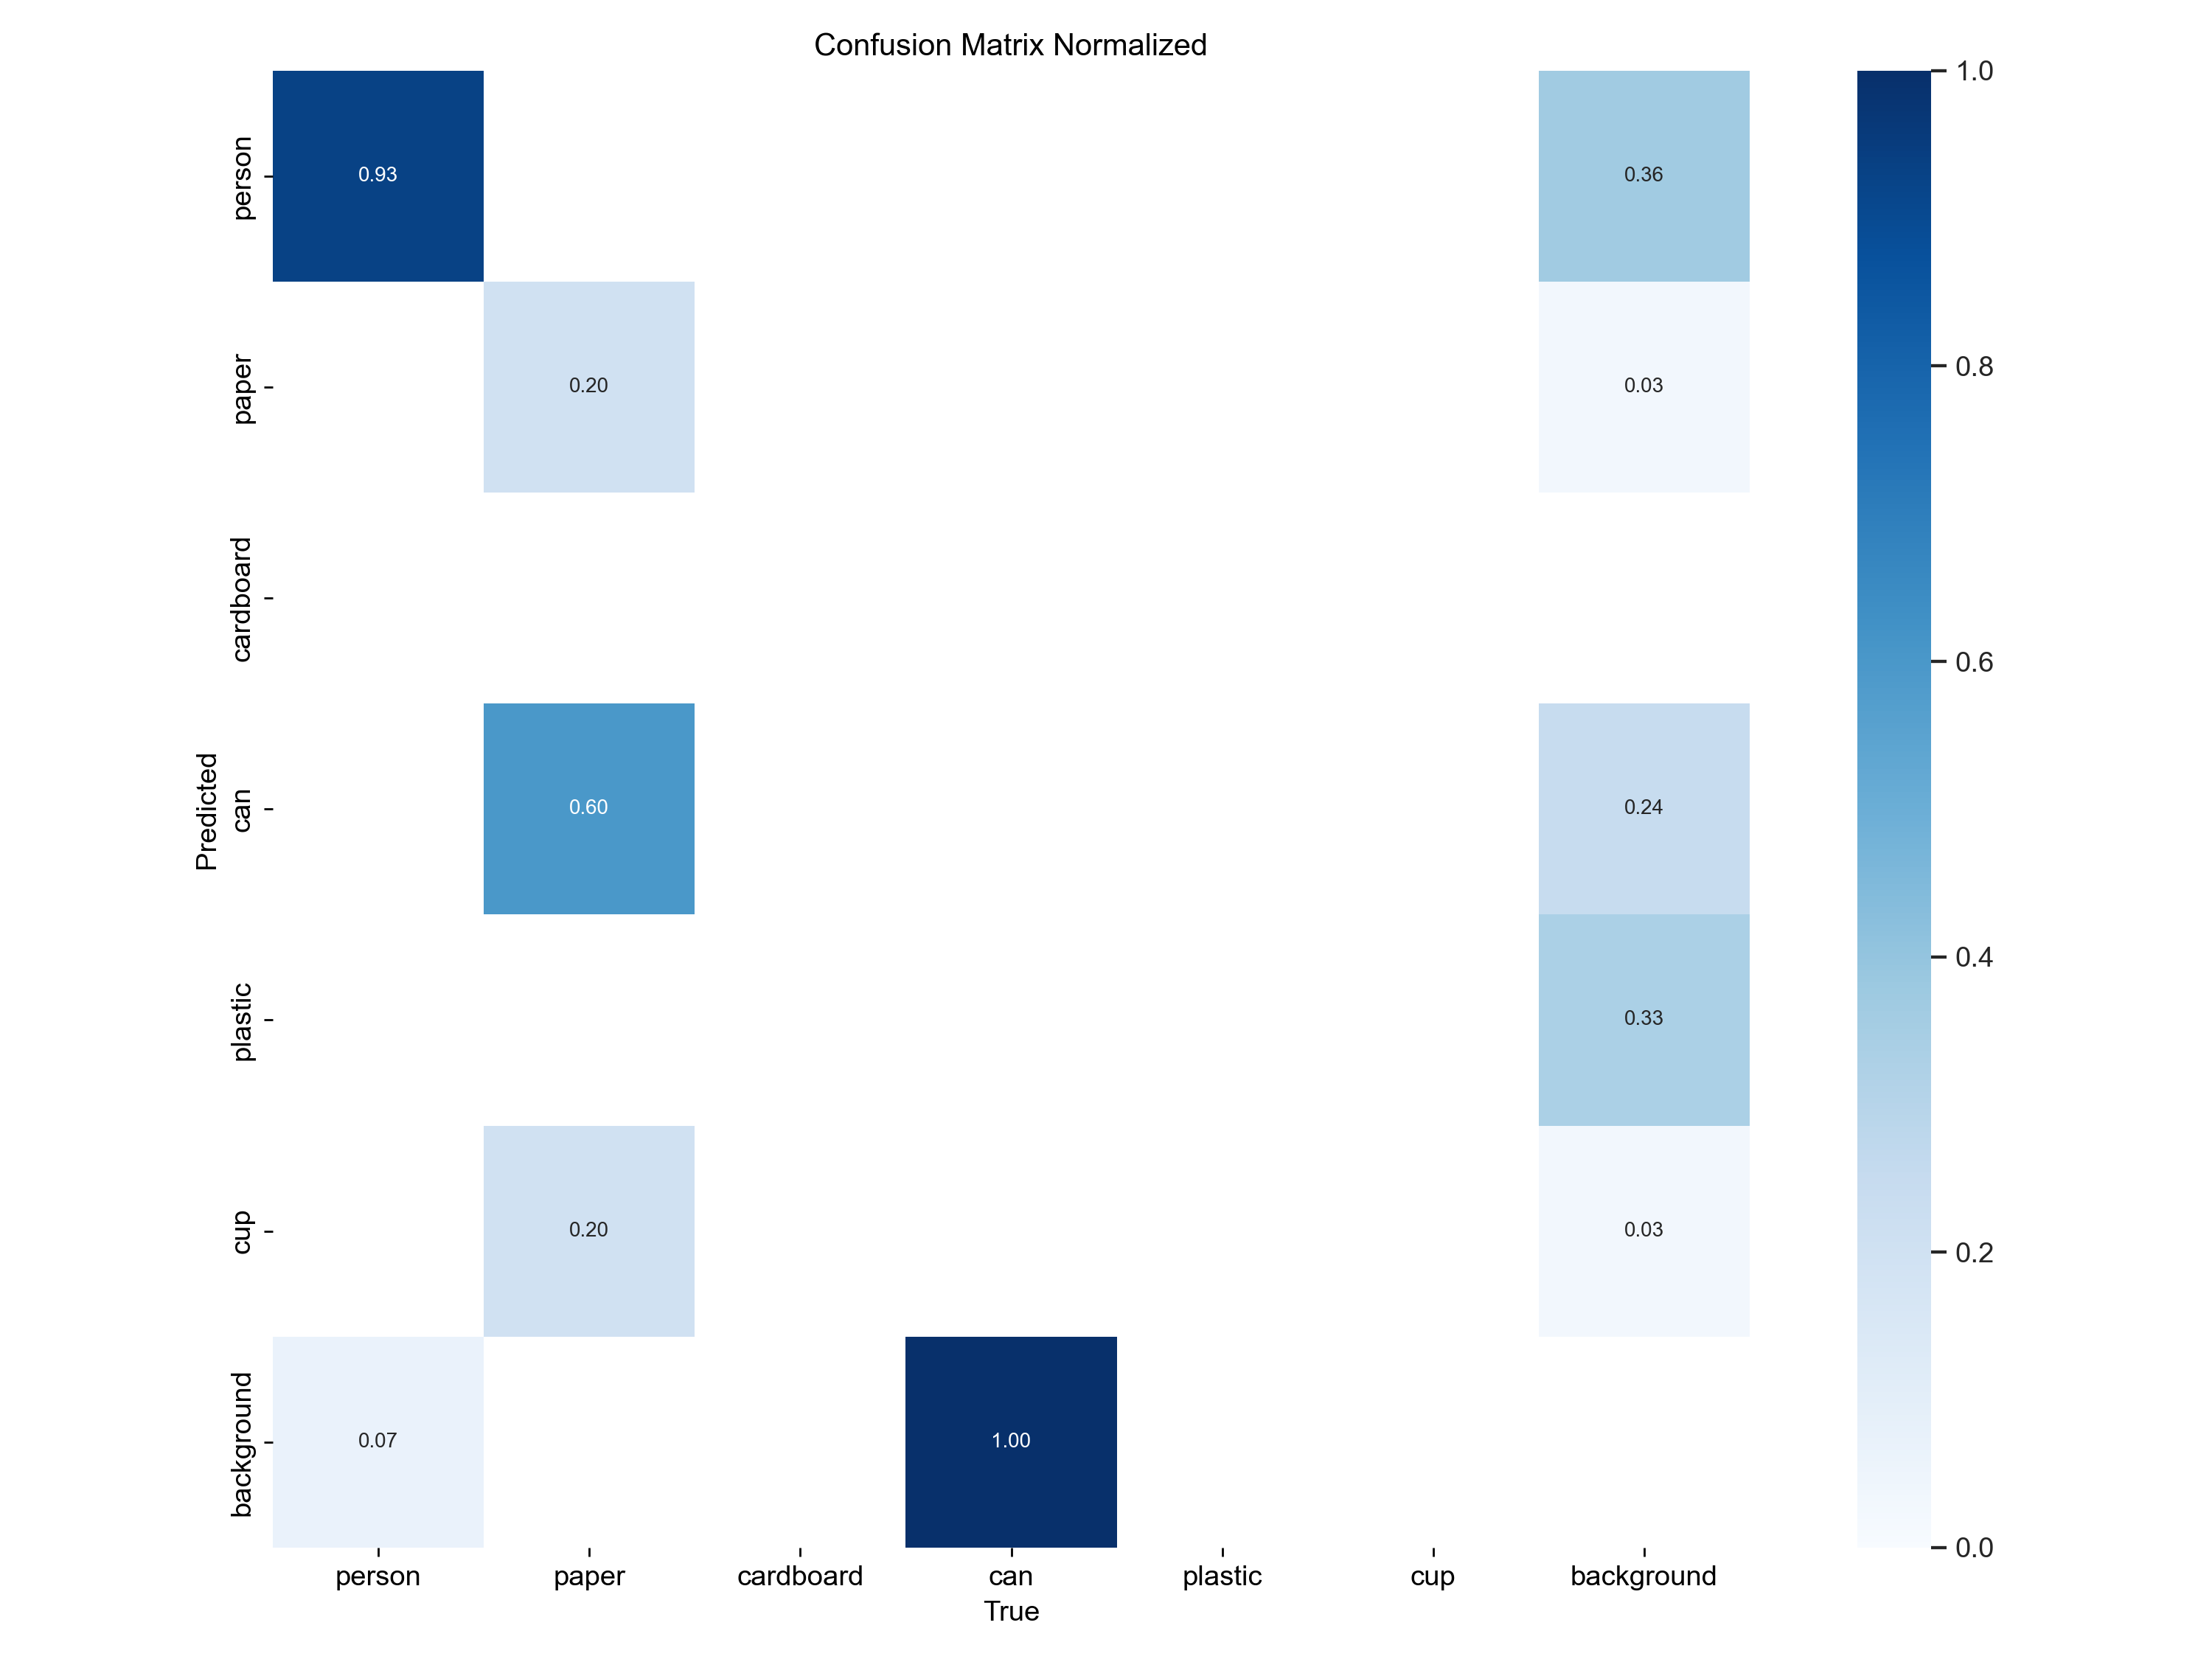 Confusion Matrix Normalized
person
0.93
0.36
1.0
paper
0.20
0.03
0.8
cardboard
0.6
Predicted
can
0.60
0.24
plastic
0.33
0.4
cup
0.20
0.03
0.2
background
0.07
1.00
0.0
person paper cardboard can plastic cup background
True